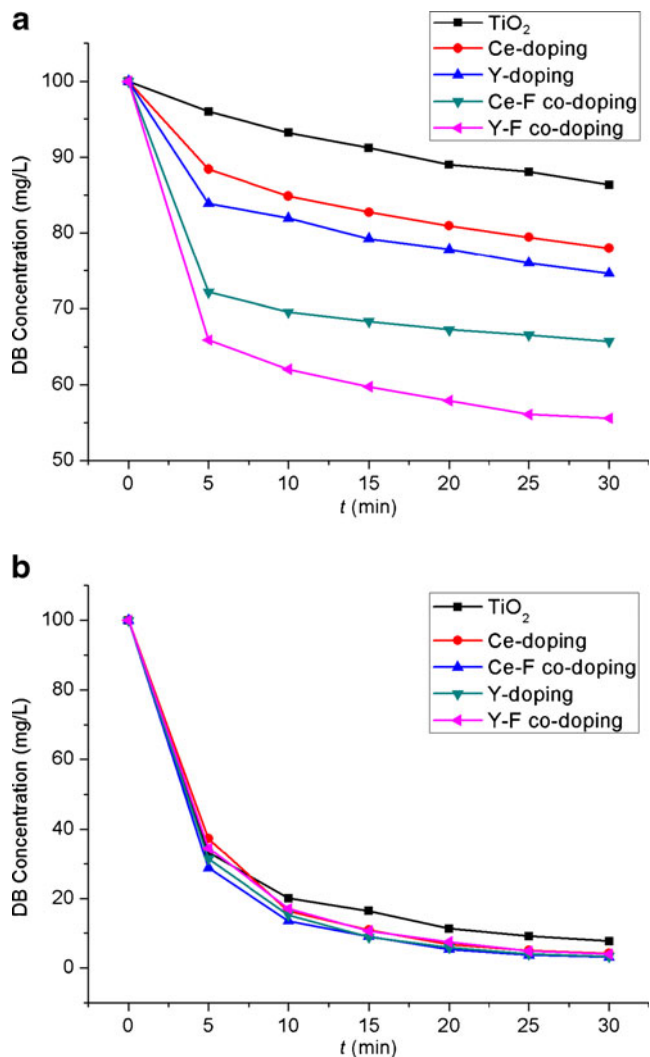 a
TiO₂
Ce-doping
Y-doping
Ce-F co-doping
Y-F co-doping
DB Concentration (mg/L)
100
90
80
70
60
50
0 5 10 15 20 25 30
t (min)
b
TiO₂
Ce-doping
Ce-F co-doping
Y-doping
Y-F co-doping
DB Concentration (mg/L)
100
80
60
40
20
0
0 5 10 15 20 25 30
t (min)